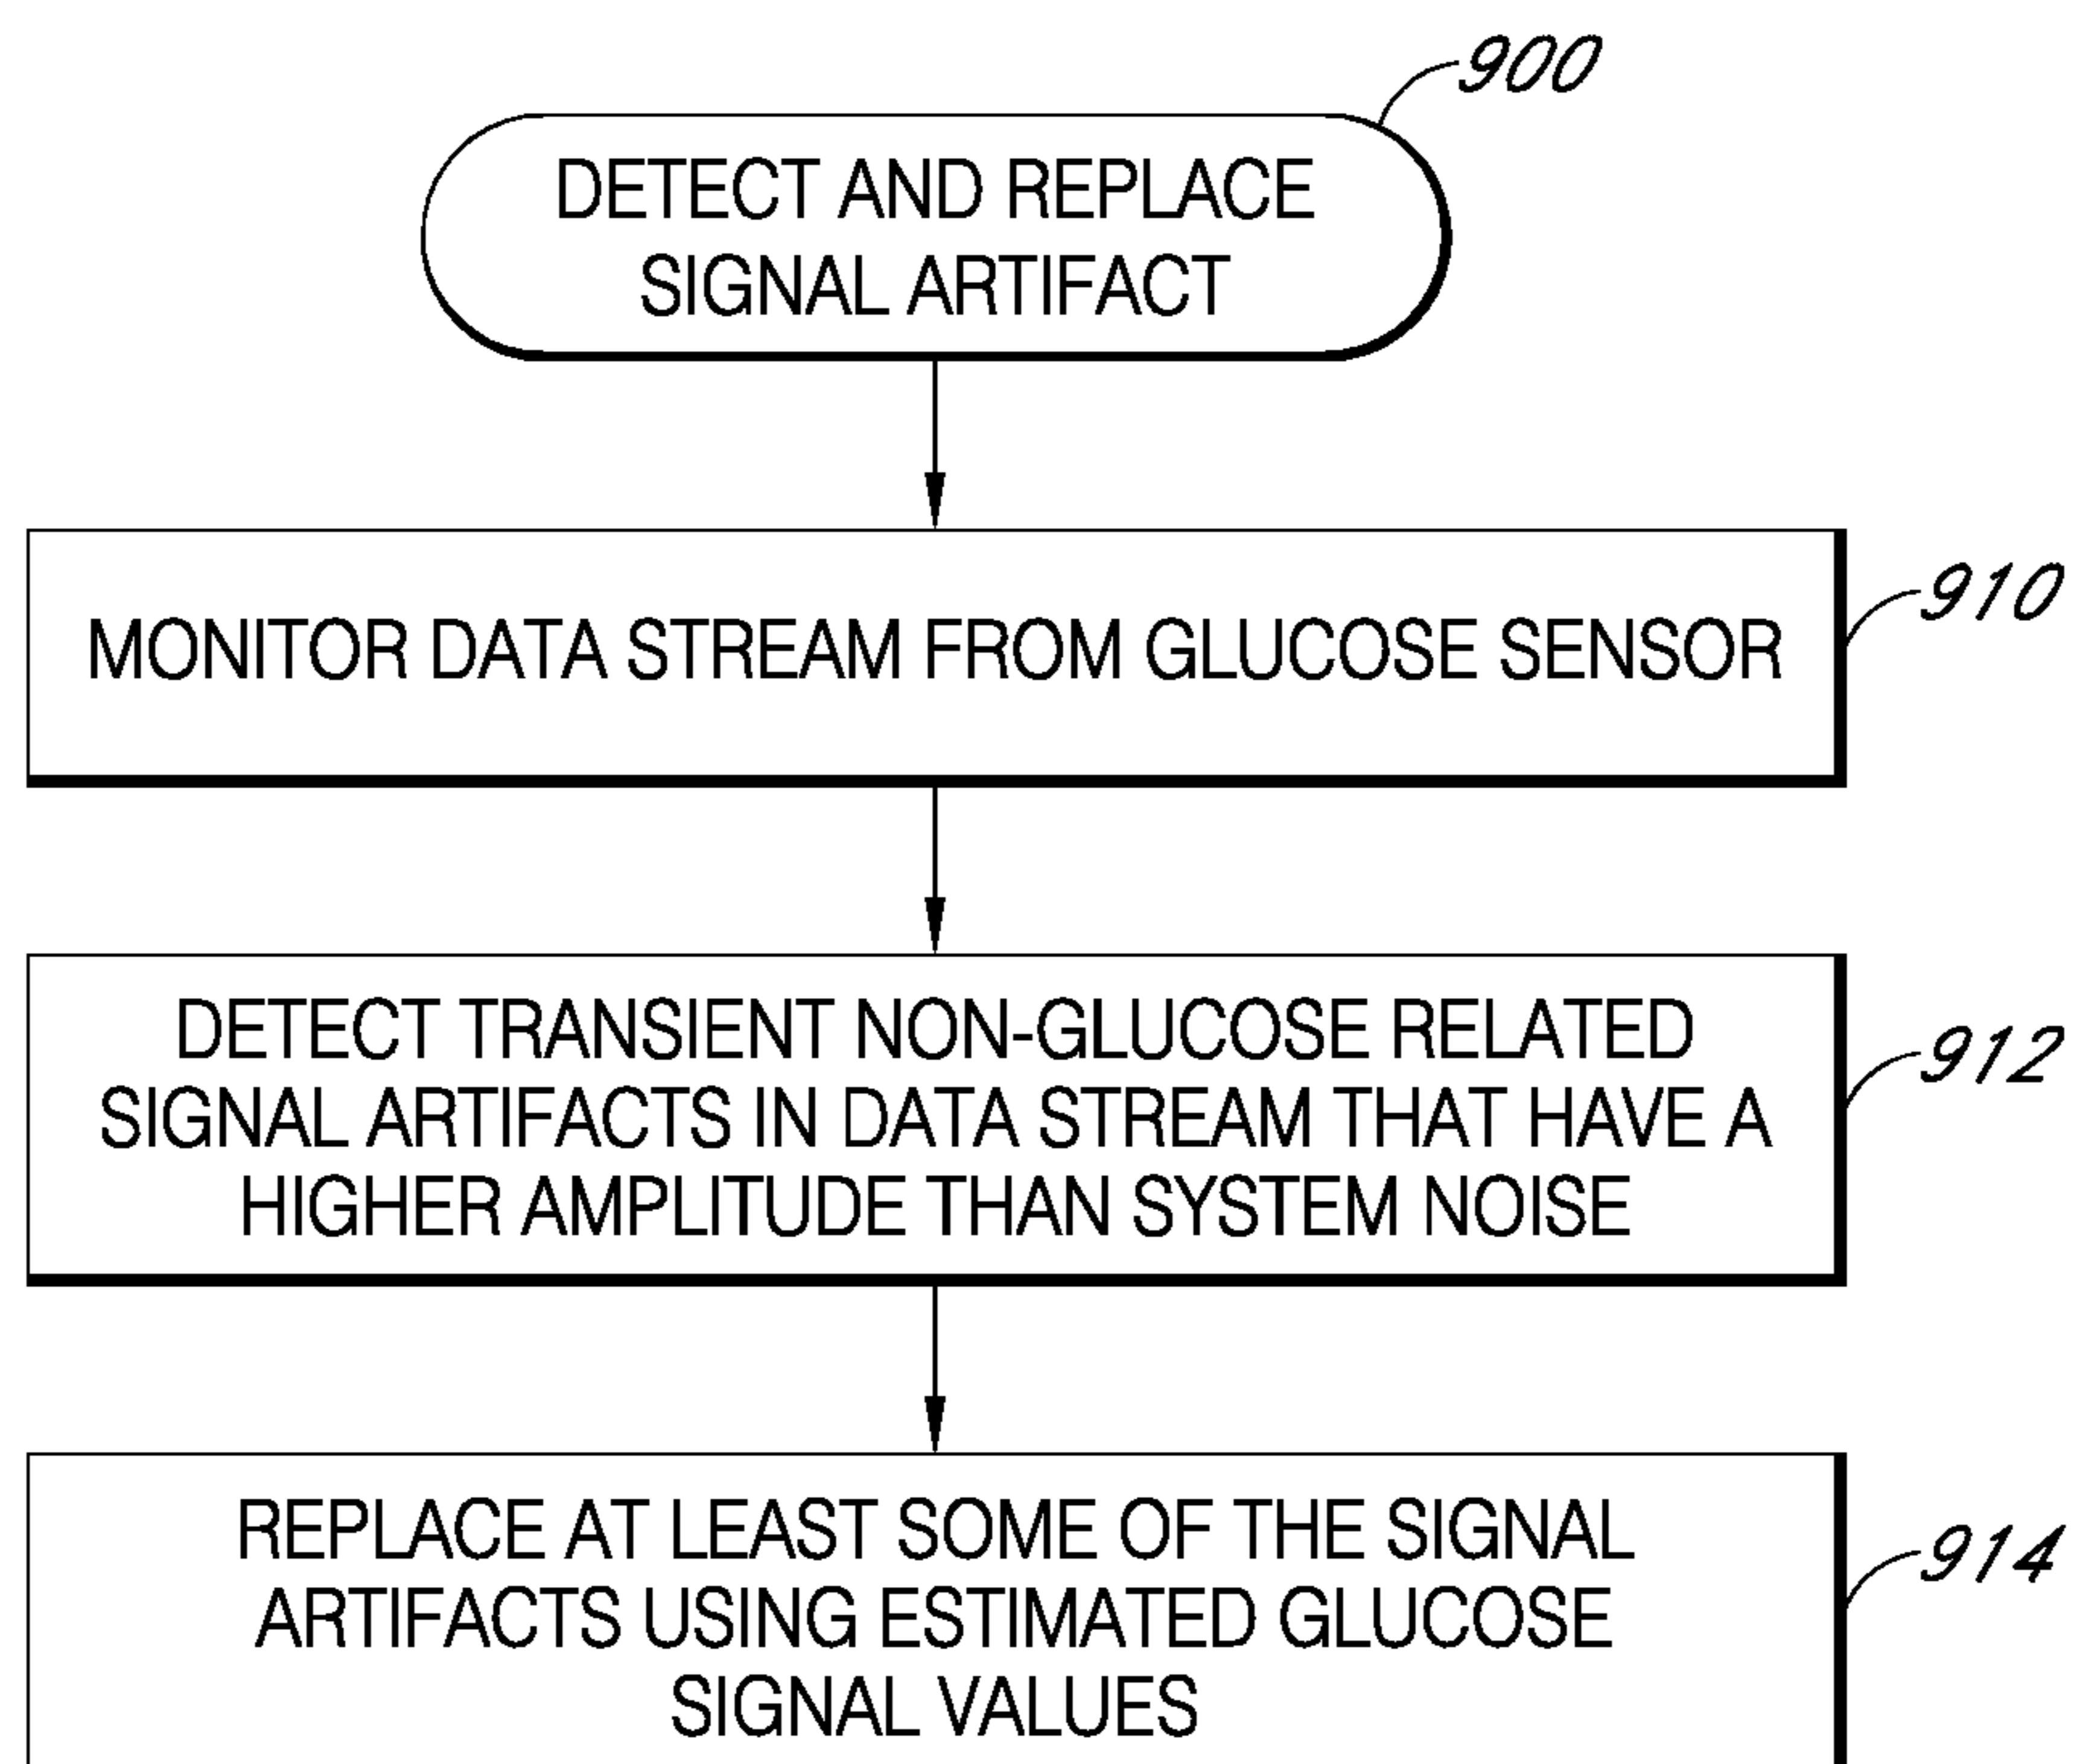 900
DETECT AND REPLACE
SIGNAL ARTIFACT
MONITOR DATA STREAM FROM GLUCOSE SENSOR
910
DETECT TRANSIENT NON-GLUCOSE RELATED
SIGNAL ARTIFACTS IN DATA STREAM THAT HAVE A
HIGHER AMPLITUDE THAN SYSTEM NOISE
912
REPLACE AT LEAST SOME OF THE SIGNAL
ARTIFACTS USING ESTIMATED GLUCOSE
SIGNAL VALUES
914